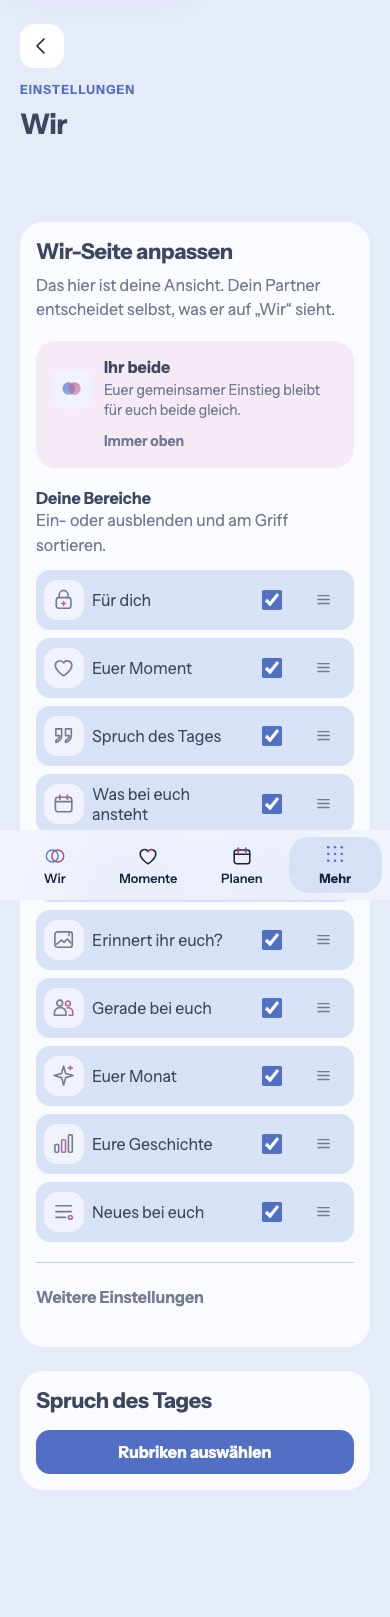 EINSTELLUNGEN
Wir
Wir-Seite anpassen
Das hier ist deine Ansicht. Dein Partner
entscheidet selbst, was er auf „Wir“ sieht.
Ihr beide
Euer gemeinsamer Einstieg bleibt
für euch beide gleich.
Immer oben
Deine Bereiche
Ein- oder ausblenden und am Griff
sortieren.
Für dich
Euer Moment
Spruch des Tages
Was bei euch
ansteht
Wir
Momente
Planen
Mehr
Erinnert ihr euch?
Gerade bei euch
Euer Monat
Eure Geschichte
Neues bei euch
Weitere Einstellungen
Spruch des Tages
Rubriken auswählen